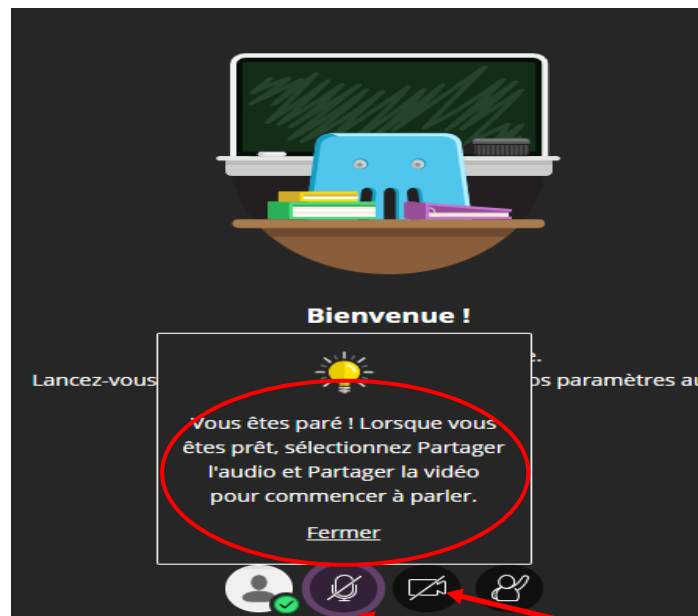 Bienvenue !
e.
Lancez-vous
os paramètres au
Vous êtes paré ! Lorsque vous
êtes prêt, sélectionnez Partager
l'audio et Partager la vidéo
pour commencer à parler.
Fermer